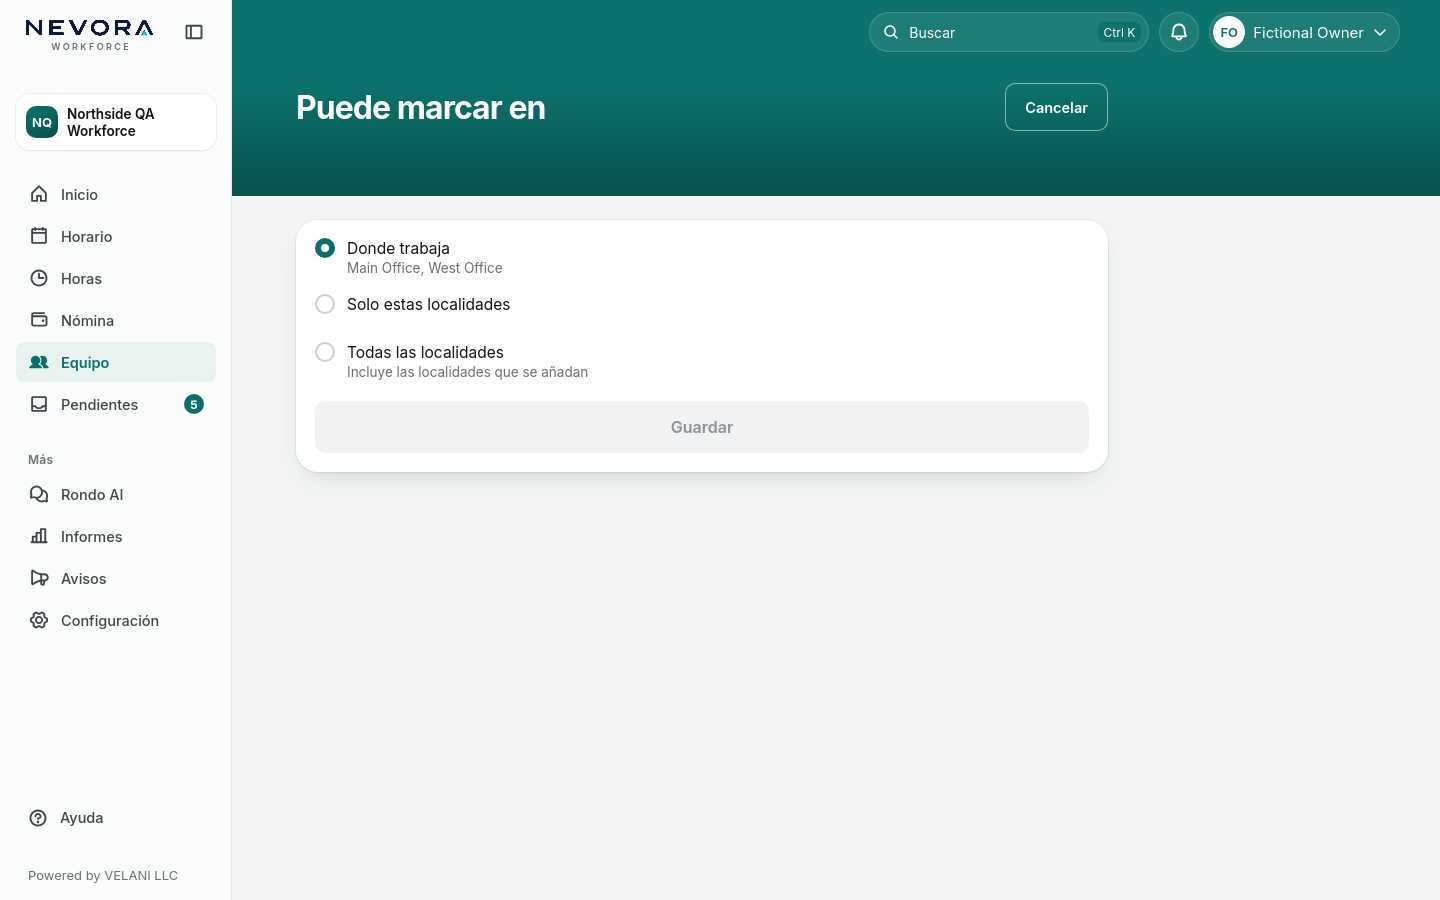 NEVORA
WORKFORCE
Buscar
Ctrl K
FO
Fictional Owner
NQ
Northside QA
Workforce
Puede marcar en
Cancelar
Inicio
Horario
Horas
Nómina
Equipo
Pendientes
5
Más
Rondo AI
Informes
Avisos
Configuración
Donde trabaja
Main Office, West Office
Solo estas localidades
Todas las localidades
Incluye las localidades que se añadan
Guardar
Ayuda
Powered by VELANI LLC